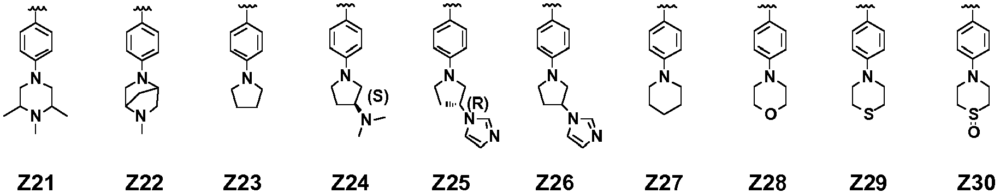 N N N N N N N N N N
(S) (R)
N N N N N O S S
N N O
Z21 Z22 Z23 Z24 Z25 Z26 Z27 Z28 Z29 Z30